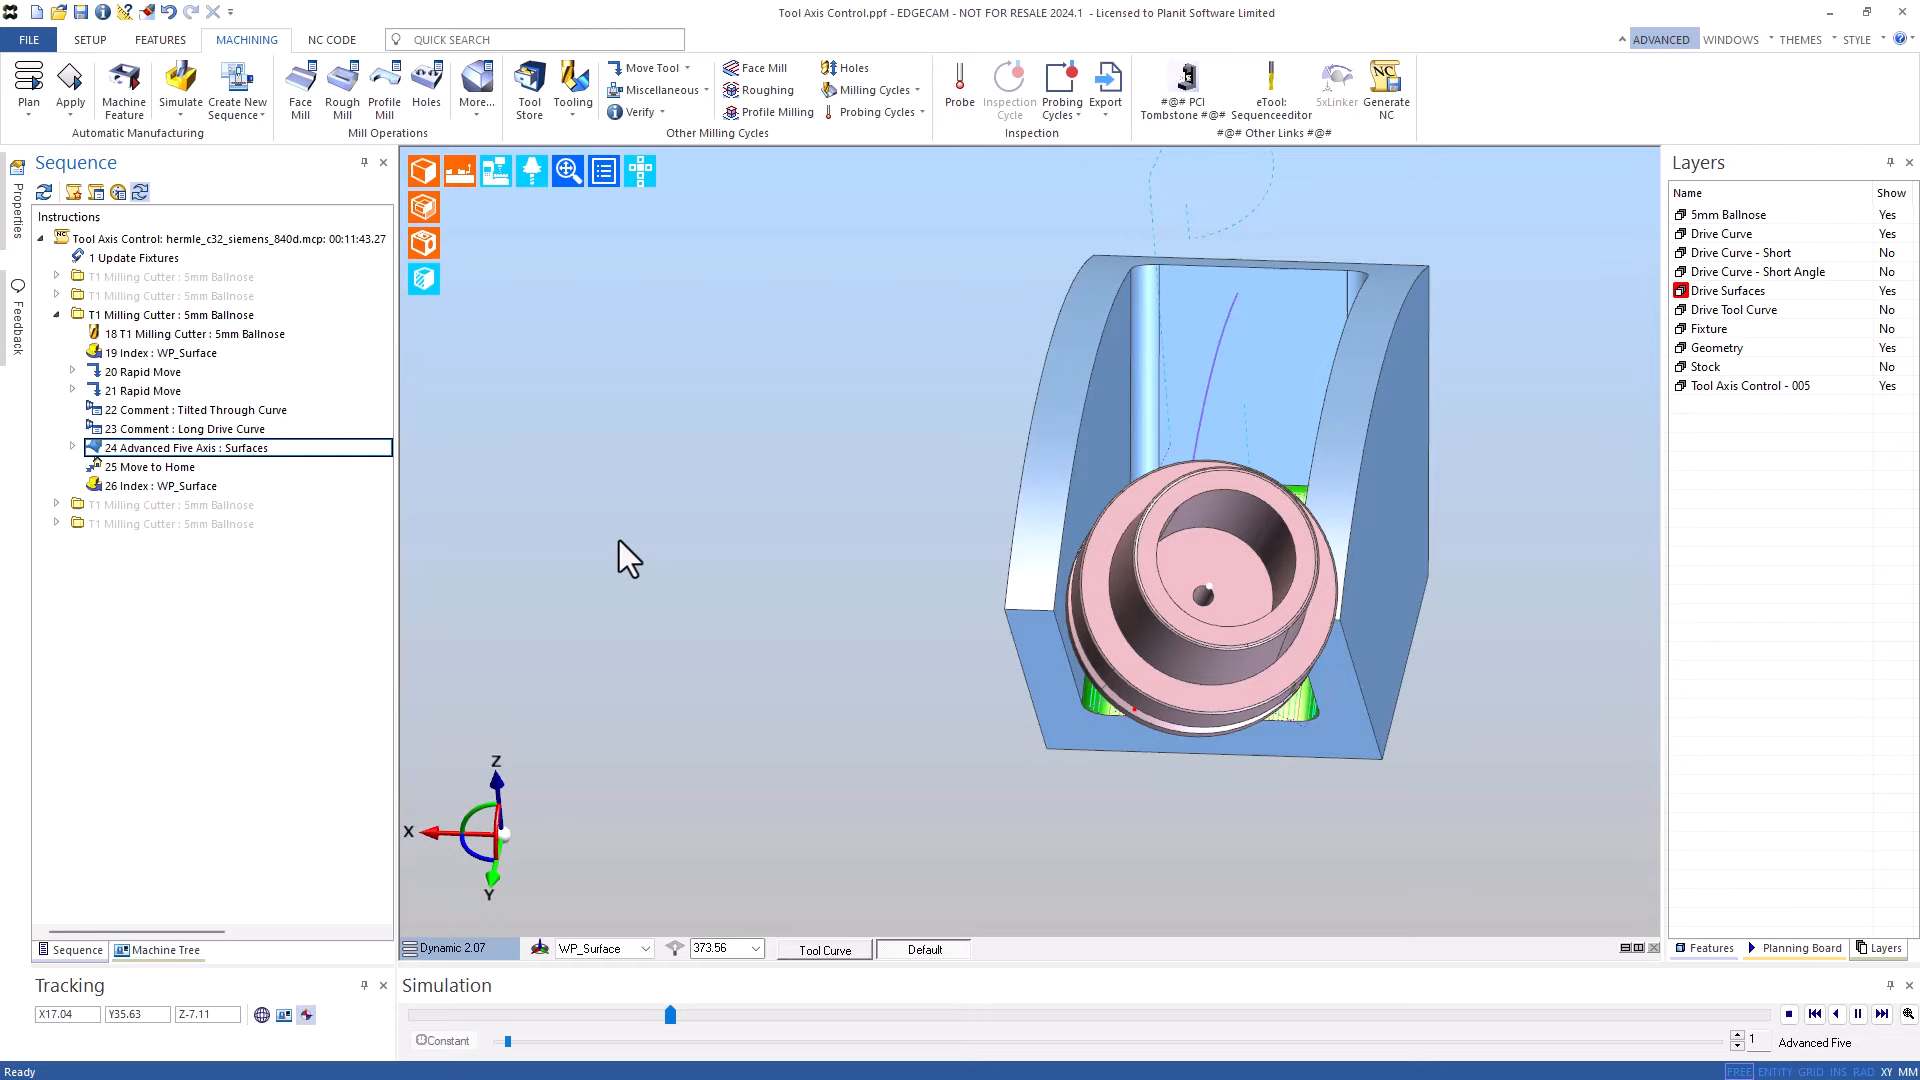 Tool Axis Control.ppf - EDGECAM - NOT FOR RESALE 2024.1 - Licensed to Planit Software Limited
FILE SETUP FEATURES MACHINING NC CODE QUICK SEARCH ADVANCED WINDOWS THEMES STYLE
Plan Apply Machine Feature Simulate Create New Sequence
Automatic Manufacturing
Face Mill Rough Mill Profile Mill Holes More...
Mill Operations
Tool Store Tooling
Move Tool Face Mill Holes
Miscellaneous Roughing Milling Cycles
Verify Profile Milling Probing Cycles
Other Milling Cycles
Probe Inspection Cycle Probing Cycles Export
Inspection
#@# PCI Tombstone #@# eTool: Sequenceeditor 5xLinker Generate NC
#@# Other Links #@#
Properties
Feedback
Sequence
Instructions
Tool Axis Control: hermle_c32_siemens_840d.mcp: 00:11:43.27
1 Update Fixtures
T1 Milling Cutter : 5mm Ballnose
T1 Milling Cutter : 5mm Ballnose
T1 Milling Cutter : 5mm Ballnose
18 T1 Milling Cutter : 5mm Ballnose
19 Index : WP_Surface
20 Rapid Move
21 Rapid Move
22 Comment : Tilted Through Curve
23 Comment : Long Drive Curve
24 Advanced Five Axis : Surfaces
25 Move to Home
26 Index : WP_Surface
T1 Milling Cutter : 5mm Ballnose
T1 Milling Cutter : 5mm Ballnose
Sequence Machine Tree
Z
X
Y
Dynamic 2.07 WP_Surface 373.56 Tool Curve Default
Layers
Name Show
5mm Ballnose Yes
Drive Curve Yes
Drive Curve - Short No
Drive Curve - Short Angle No
Drive Surfaces Yes
Drive Tool Curve No
Fixture No
Geometry Yes
Stock No
Tool Axis Control - 005 Yes
Features Planning Board Layers
Tracking
X17.04 Y35.63 Z-7.11
Simulation
Constant 1 Advanced Five
Ready FREE ENTITY GRID INS RAD XY MM